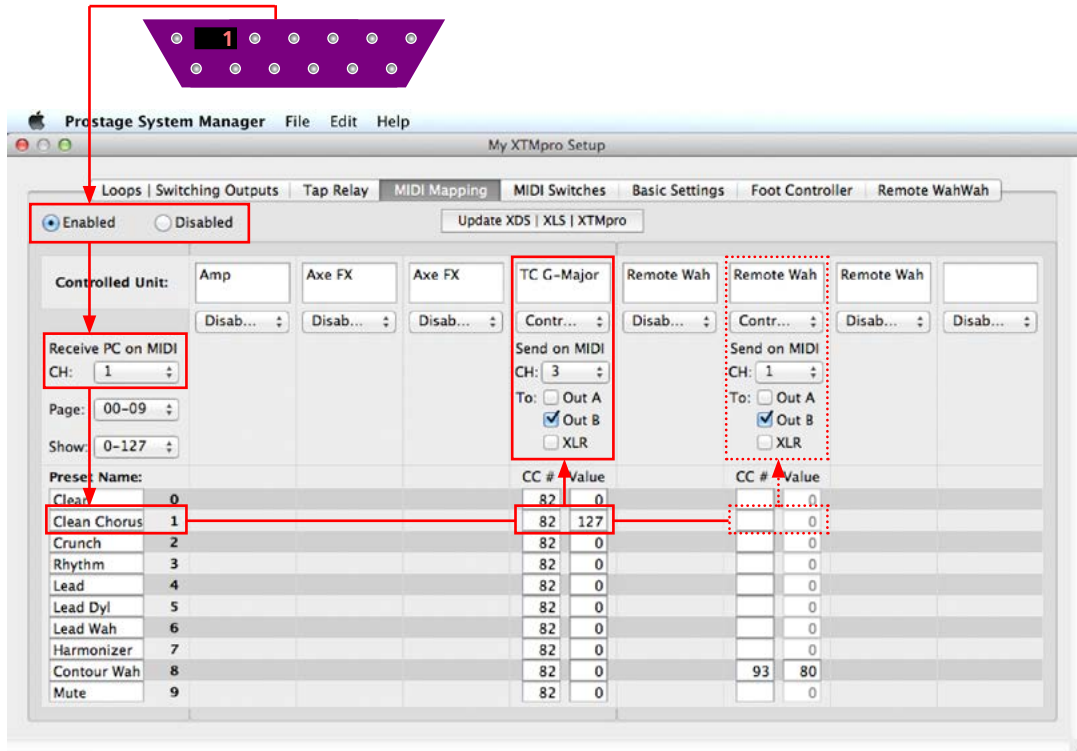 1
Prostage System Manager File Edit Help
My XTMpro Setup
Loops | Switching Outputs Tap Relay MIDI Mapping MIDI Switches Basic Settings Foot Controller Remote WahWah
Enabled Disabled Update XDS | XLS | XTMpro
Controlled Unit: Amp Axe FX Axe FX TC G-Major Remote Wah Remote Wah Remote Wah
Disab... Disab... Disab... Contr... Disab... Contr... Disab... Disab...
Receive PC on MIDI Send on MIDI Send on MIDI
CH: 1 CH: 3 CH: 1
To: Out A To: Out A
Page: 00-09 Out B Out B
Show: 0-127 XLR XLR
Preset Name: CC # Value CC # Value
Clean 0 82 0 0
Clean Chorus 1 82 127 0
Crunch 2 82 0 0
Rhythm 3 82 0 0
Lead 4 82 0 0
Lead Dyl 5 82 0 0
Lead Wah 6 82 0 0
Harmonizer 7 82 0 0
Contour Wah 8 82 0 93 80
Mute 9 82 0 0